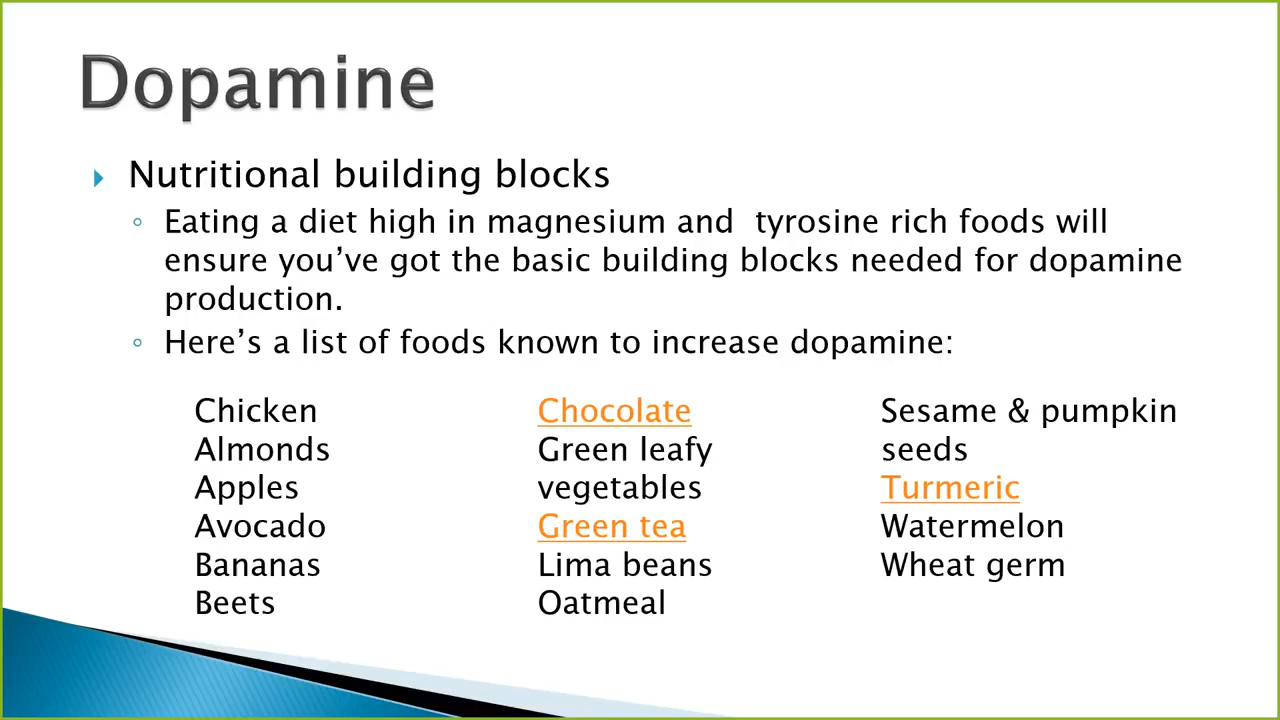 Dopamine
Nutritional building blocks
Eating a diet high in magnesium and  tyrosine rich foods will
ensure you’ve got the basic building blocks needed for dopamine
production.
Here’s a list of foods known to increase dopamine:
Chicken
Almonds
Apples
Avocado
Bananas
Beets
Chocolate
Green leafy
vegetables
Green tea
Lima beans
Oatmeal
Sesame & pumpkin
seeds
Turmeric
Watermelon
Wheat germ